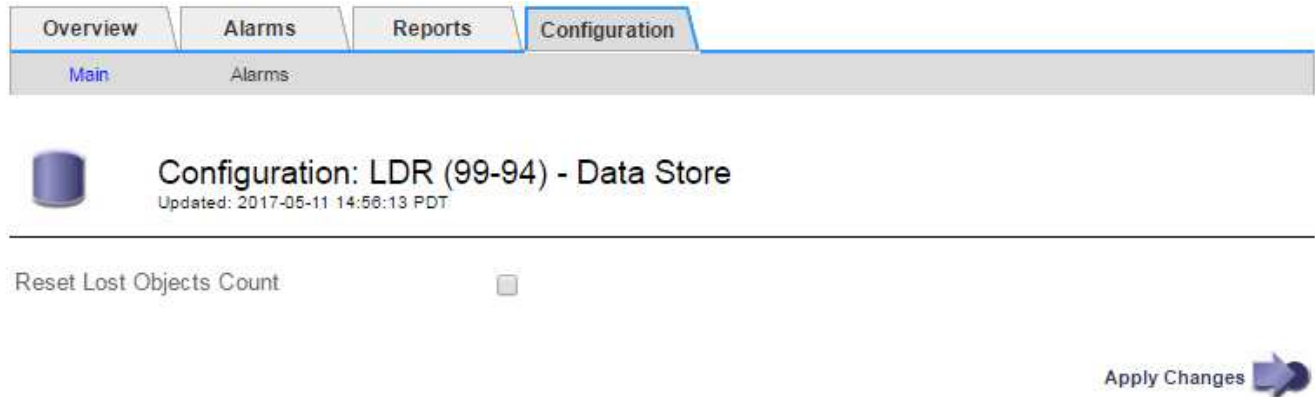 Overview Alarms Reports Configuration
Main Alarms
Configuration: LDR (99-94) - Data Store
Updated: 2017-05-11 14:56:13 PDT
Reset Lost Objects Count
Apply Changes